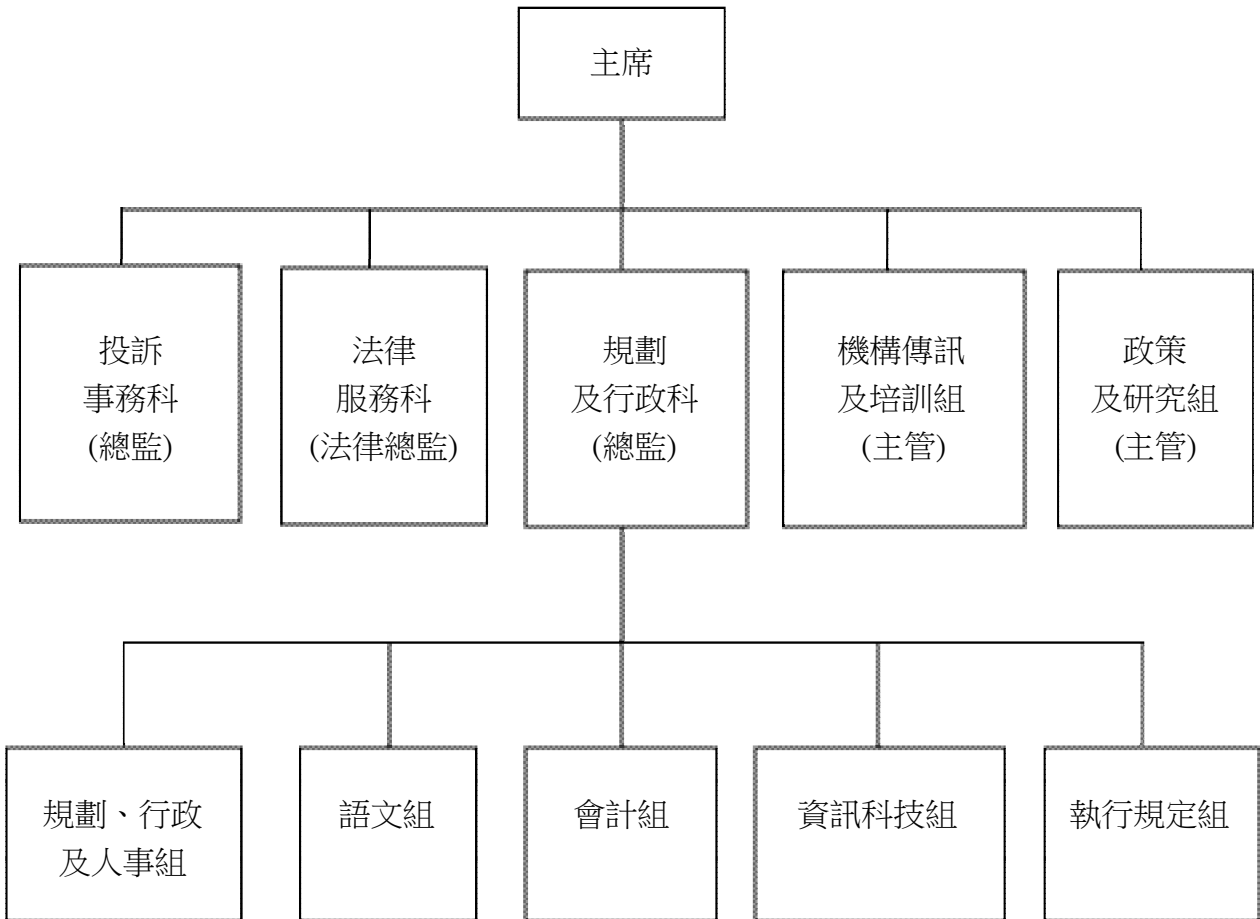 主席
投訴
事務科
(總監)
法律
服務科
(法律總監)
規劃
及行政科
(總監)
機構傳訊
及培訓組
(主管)
政策
及研究組
(主管)
規劃、行政
及人事組
語文組
會計組
資訊科技組
執行規定組